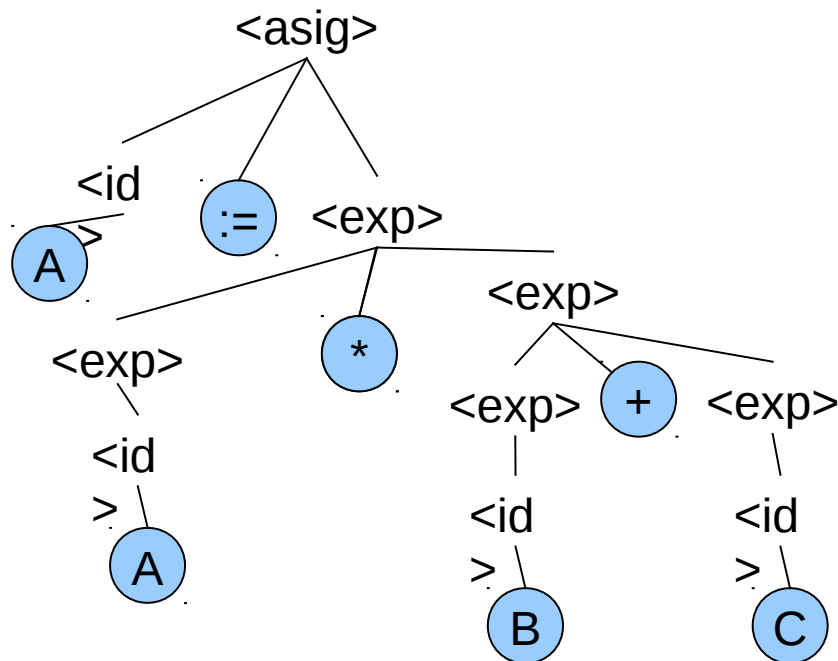 <asig>
<id
>
A
:=
<exp>
<exp>
*
<exp>
<exp>
+
<exp>
<id
>
A
<id
>
B
<id
>
C